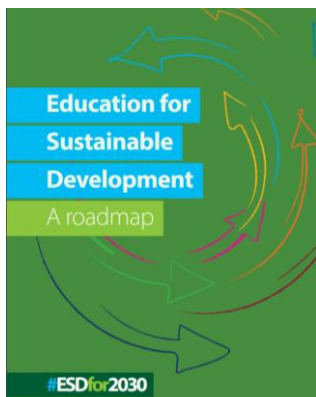 Education for
Sustainable
Development
A roadmap
#ESDfor2030